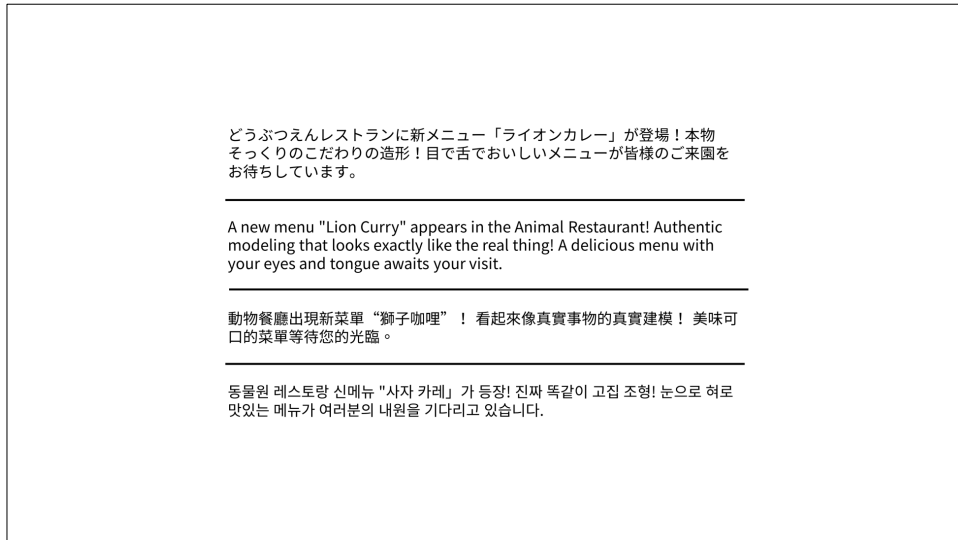 どうぶつえんレストランに新メニュー「ライオンカレー」が登場！本物
そっくりのこだわりの造形！目で舌でおいしいメニューが皆様のご来園を
お待ちしています。
A new menu "Lion Curry" appears in the Animal Restaurant! Authentic
modeling that looks exactly like the real thing! A delicious menu with
your eyes and tongue awaits your visit.
動物餐廳出現新菜單“獅子咖哩”！ 看起來像真實事物的真實建模！ 美味可
口的菜單等待您的光臨。
동물원 레스토랑 신메뉴 "사자 카레」가 등장! 진짜 똑같이 고집 조형! 눈으로 혀로
맛있는 메뉴가 여러분의 내원을 기다리고 있습니다.